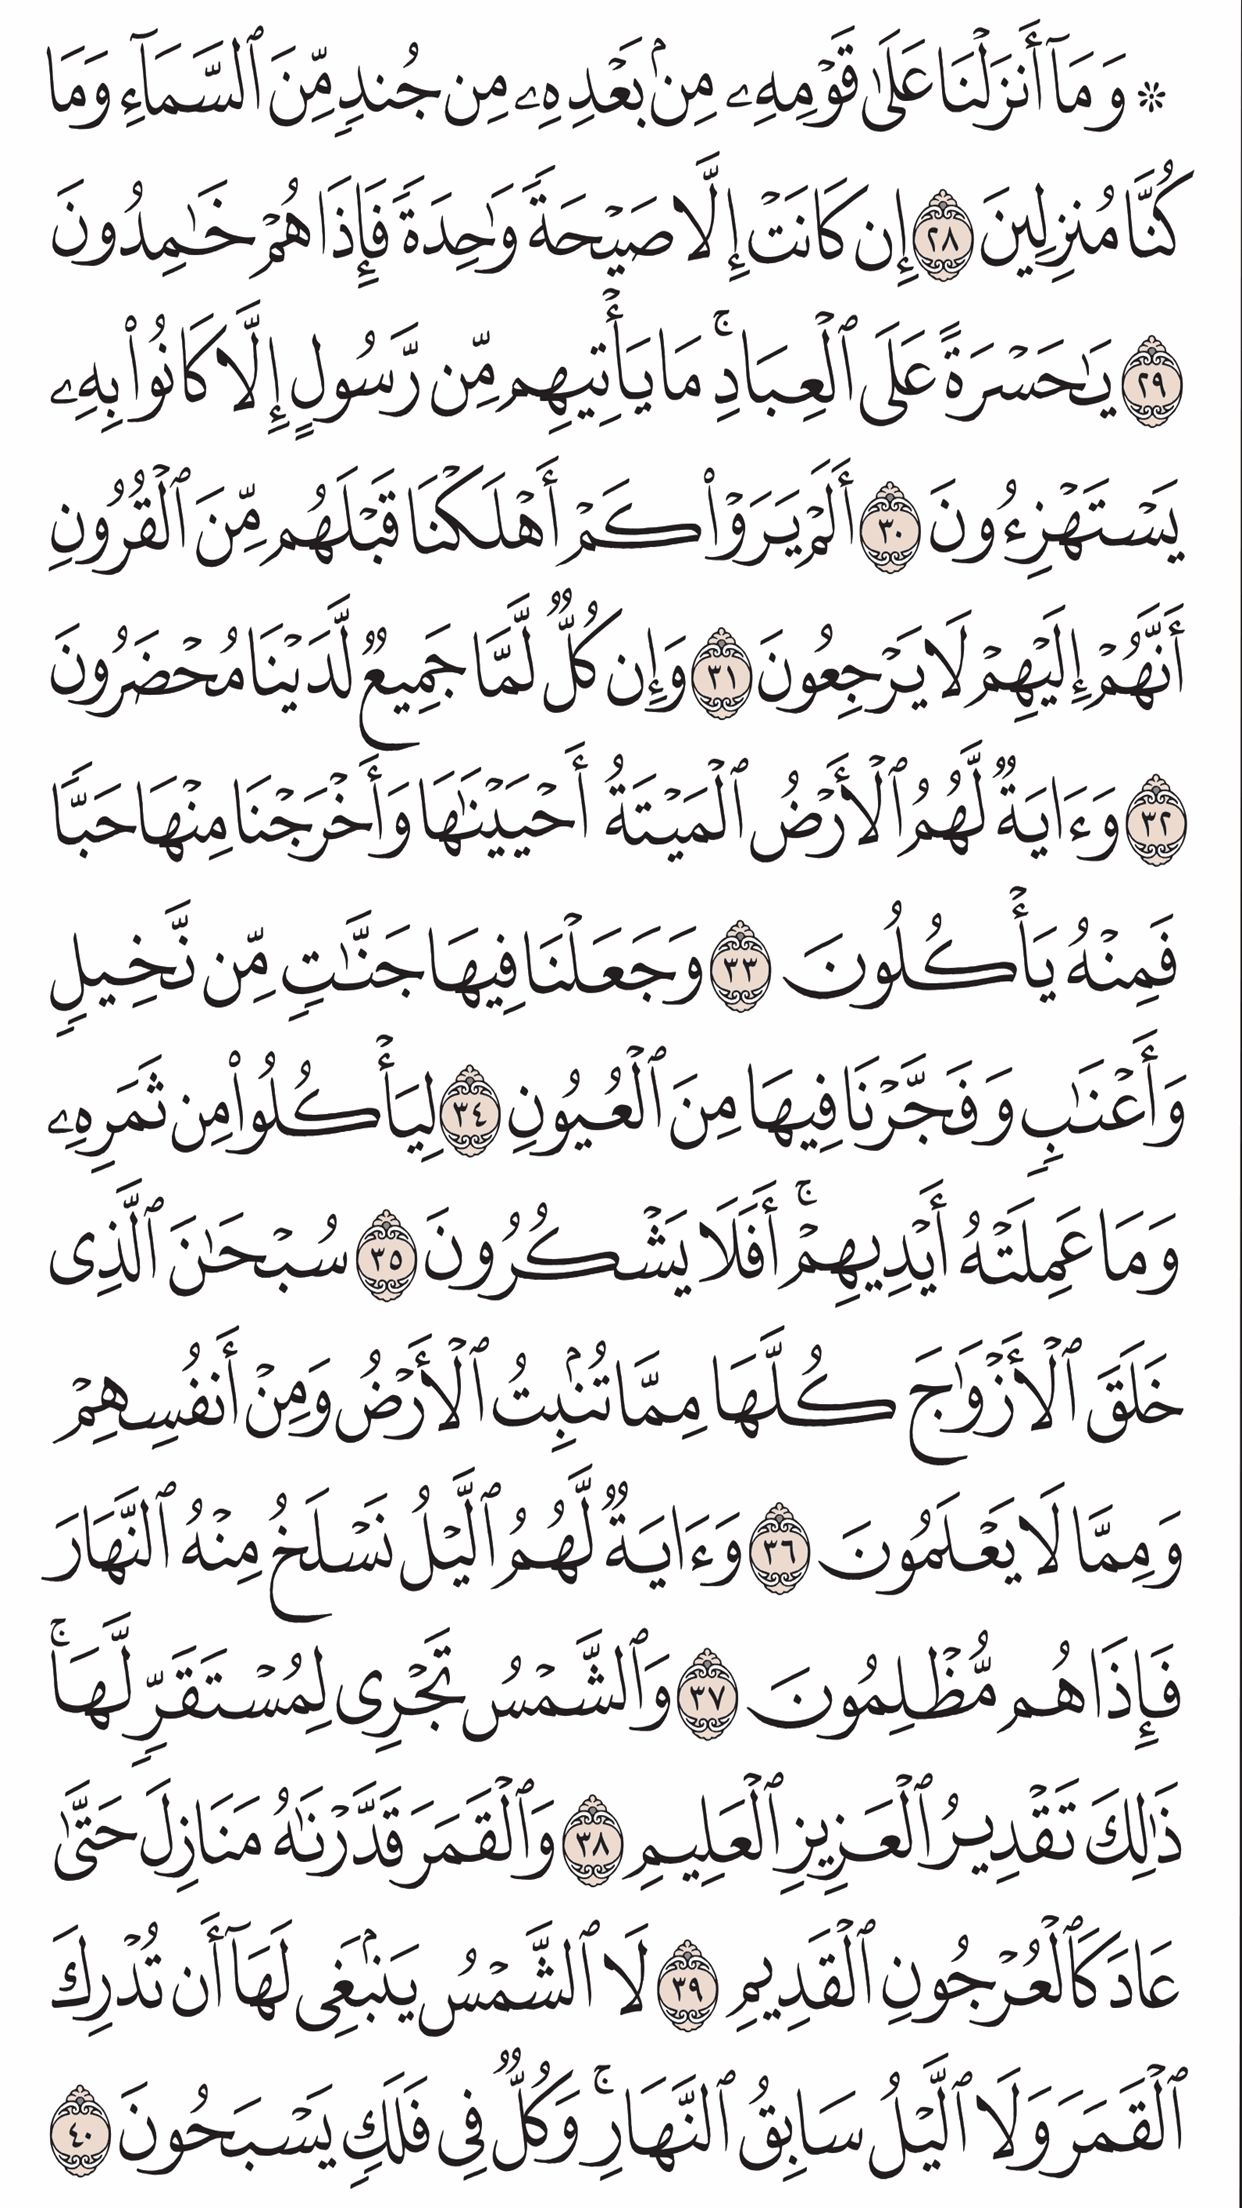 ۞ وَمَآ أَنزَلْنَا عَلَىٰ قَوْمِهِۦ مِنۢ بَعْدِهِۦ مِن جُندٍ مِّنَ ٱلسَّمَآءِ وَمَا
كُنَّا مُنزِلِينَ ٢٨ إِن كَانَتْ إِلَّا صَيْحَةً وَٰحِدَةً فَإِذَا هُمْ خَـٰمِدُونَ
٢٩ يَـٰحَسْرَةً عَلَى ٱلْعِبَادِ ۚ مَا يَأْتِيهِم مِّن رَّسُولٍ إِلَّا كَانُوا۟ بِهِۦ
يَسْتَهْزِءُونَ ٣٠ أَلَمْ يَرَوْا۟ كَمْ أَهْلَكْنَا قَبْلَهُم مِّنَ ٱلْقُرُونِ
أَنَّهُمْ إِلَيْهِمْ لَا يَرْجِعُونَ ٣١ وَإِن كُلٌّ لَّمَّا جَمِيعٌ لَّدَيْنَا مُحْضَرُونَ
٣٢ وَءَايَةٌ لَّهُمُ ٱلْأَرْضُ ٱلْمَيْتَةُ أَحْيَيْنَـٰهَا وَأَخْرَجْنَا مِنْهَا حَبًّا
فَمِنْهُ يَأْكُلُونَ ٣٣ وَجَعَلْنَا فِيهَا جَنَّـٰتٍ مِّن نَّخِيلٍ
وَأَعْنَـٰبٍ وَفَجَّرْنَا فِيهَا مِنَ ٱلْعُيُونِ ٣٤ لِيَأْكُلُوا۟ مِن ثَمَرِهِۦ
وَمَا عَمِلَتْهُ أَيْدِيهِمْ ۚ أَفَلَا يَشْكُرُونَ ٣٥ سُبْحَـٰنَ ٱلَّذِى
خَلَقَ ٱلْأَزْوَٰجَ كُلَّهَا مِمَّا تُنۢبِتُ ٱلْأَرْضُ وَمِنْ أَنفُسِهِمْ
وَمِمَّا لَا يَعْلَمُونَ ٣٦ وَءَايَةٌ لَّهُمُ ٱلَّيْلُ نَسْلَخُ مِنْهُ ٱلنَّهَارَ
فَإِذَا هُم مُّظْلِمُونَ ٣٧ وَٱلشَّمْسُ تَجْرِى لِمُسْتَقَرٍّ لَّهَا ۚ
ذَٰلِكَ تَقْدِيرُ ٱلْعَزِيزِ ٱلْعَلِيمِ ٣٨ وَٱلْقَمَرَ قَدَّرْنَـٰهُ مَنَازِلَ حَتَّىٰ
عَادَ كَٱلْعُرْجُونِ ٱلْقَدِيمِ ٣٩ لَا ٱلشَّمْسُ يَنۢبَغِى لَهَآ أَن تُدْرِكَ
ٱلْقَمَرَ وَلَا ٱلَّيْلُ سَابِقُ ٱلنَّهَارِ ۚ وَكُلٌّ فِى فَلَكٍ يَسْبَحُونَ ٤٠